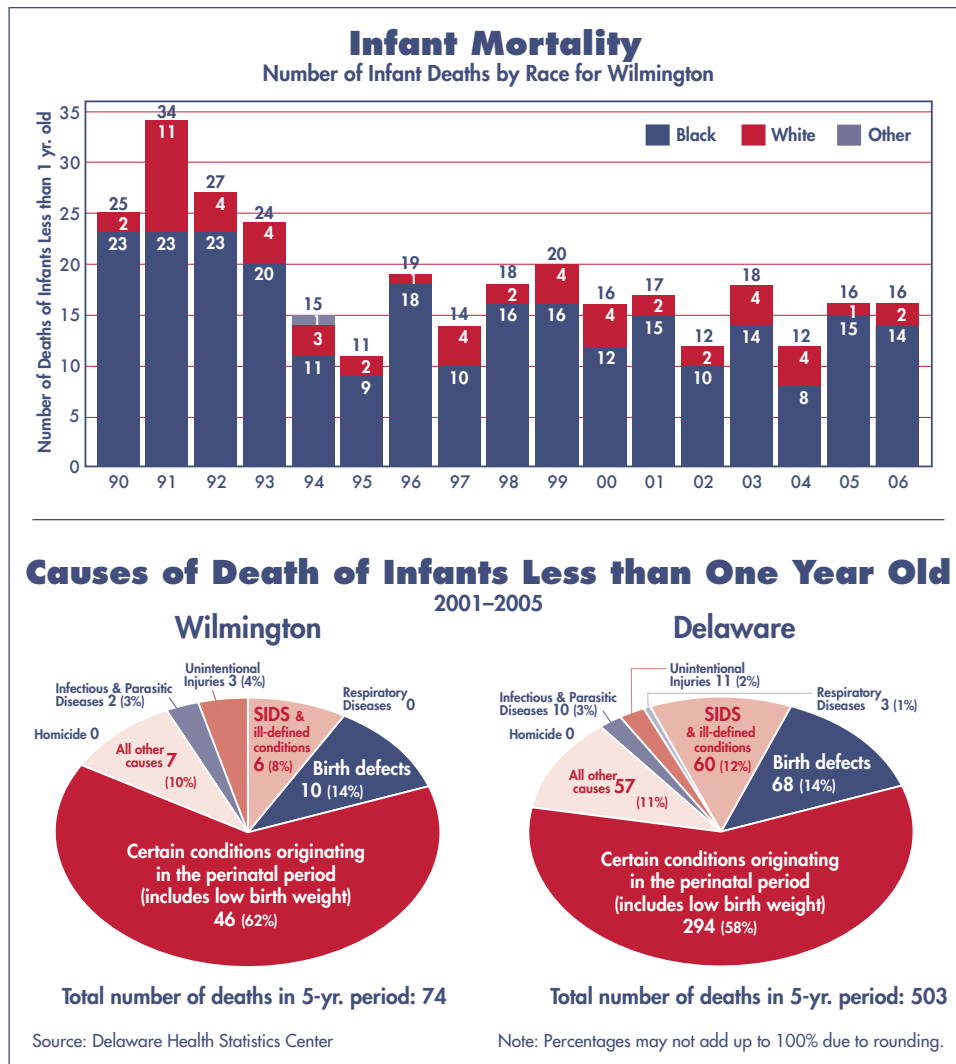 Infant Mortality
Number of Infant Deaths by Race for Wilmington
Number of Deaths of Infants Less than 1 yr. old
35
30
25
20
15
10
5
0
Black
White
Other
25
2
23
34
11
23
27
4
23
24
4
20
15
1
3
11
11
2
9
19
1
18
14
4
10
18
2
16
20
4
16
16
4
12
17
2
15
12
2
10
18
4
14
12
4
8
16
1
15
16
2
14
90 91 92 93 94 95 96 97 98 99 00 01 02 03 04 05 06
Causes of Death of Infants Less than One Year Old
2001–2005
Wilmington
Unintentional
Injuries 3 (4%)
Infectious & Parasitic
Diseases 2 (3%)
Respiratory
Diseases 0
Homicide 0
All other
causes 7
(10%)
SIDS &
ill-defined
conditions
6 (8%)
Birth defects
10 (14%)
Certain conditions originating
in the perinatal period
(includes low birth weight)
46 (62%)
Total number of deaths in 5-yr. period: 74
Delaware
Unintentional
Injuries 11 (2%)
Infectious & Parasitic
Diseases 10 (3%)
Respiratory
Diseases 3 (1%)
Homicide 0
All other
causes 57
(11%)
SIDS
& ill-defined
conditions
60 (12%)
Birth defects
68 (14%)
Certain conditions originating
in the perinatal period
(includes low birth weight)
294 (58%)
Total number of deaths in 5-yr. period: 503
Source: Delaware Health Statistics Center
Note: Percentages may not add up to 100% due to rounding.